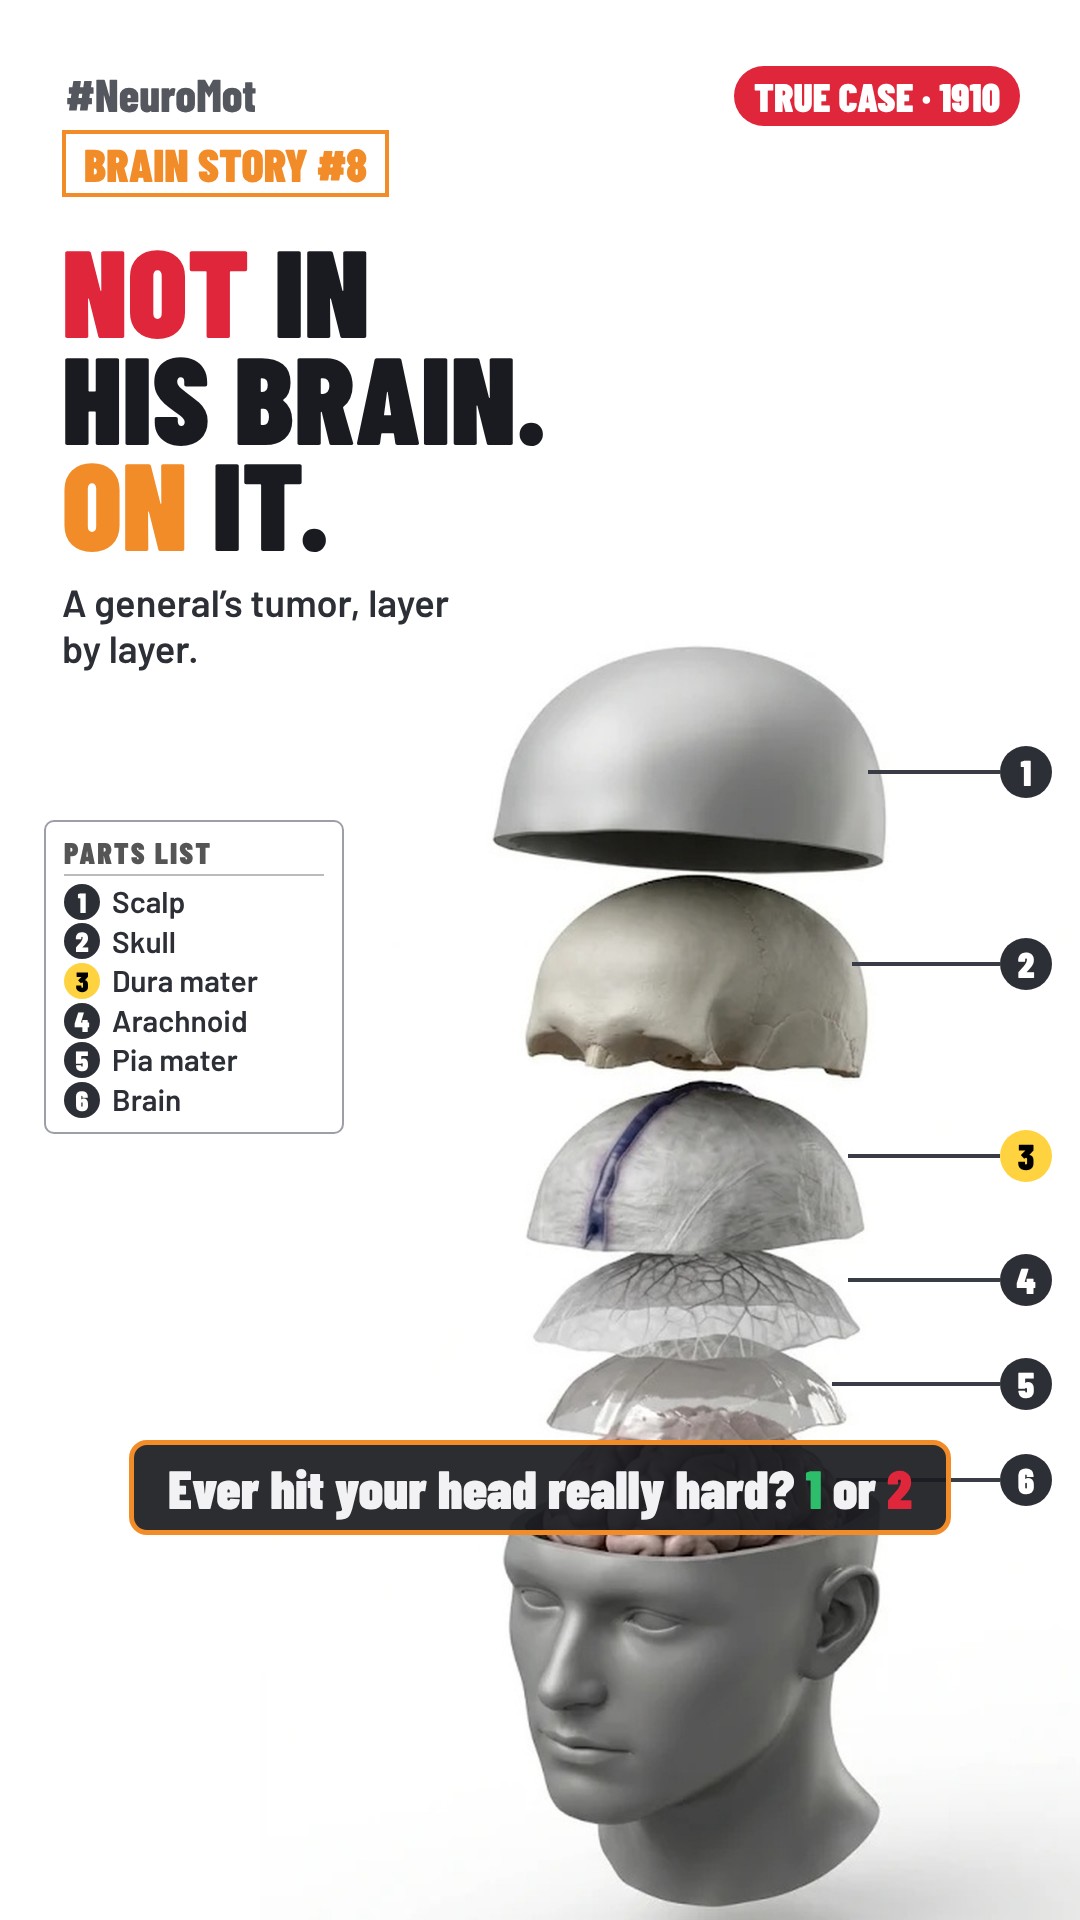 #NeuroMot
TRUE CASE · 1910
BRAIN STORY #8
NOT IN
HIS BRAIN.
ON IT.
A general's tumor, layer
by layer.
PARTS LIST
1 Scalp
2 Skull
3 Dura mater
4 Arachnoid
5 Pia mater
6 Brain
1
2
3
4
5
6
Ever hit your head really hard? 1 or 2